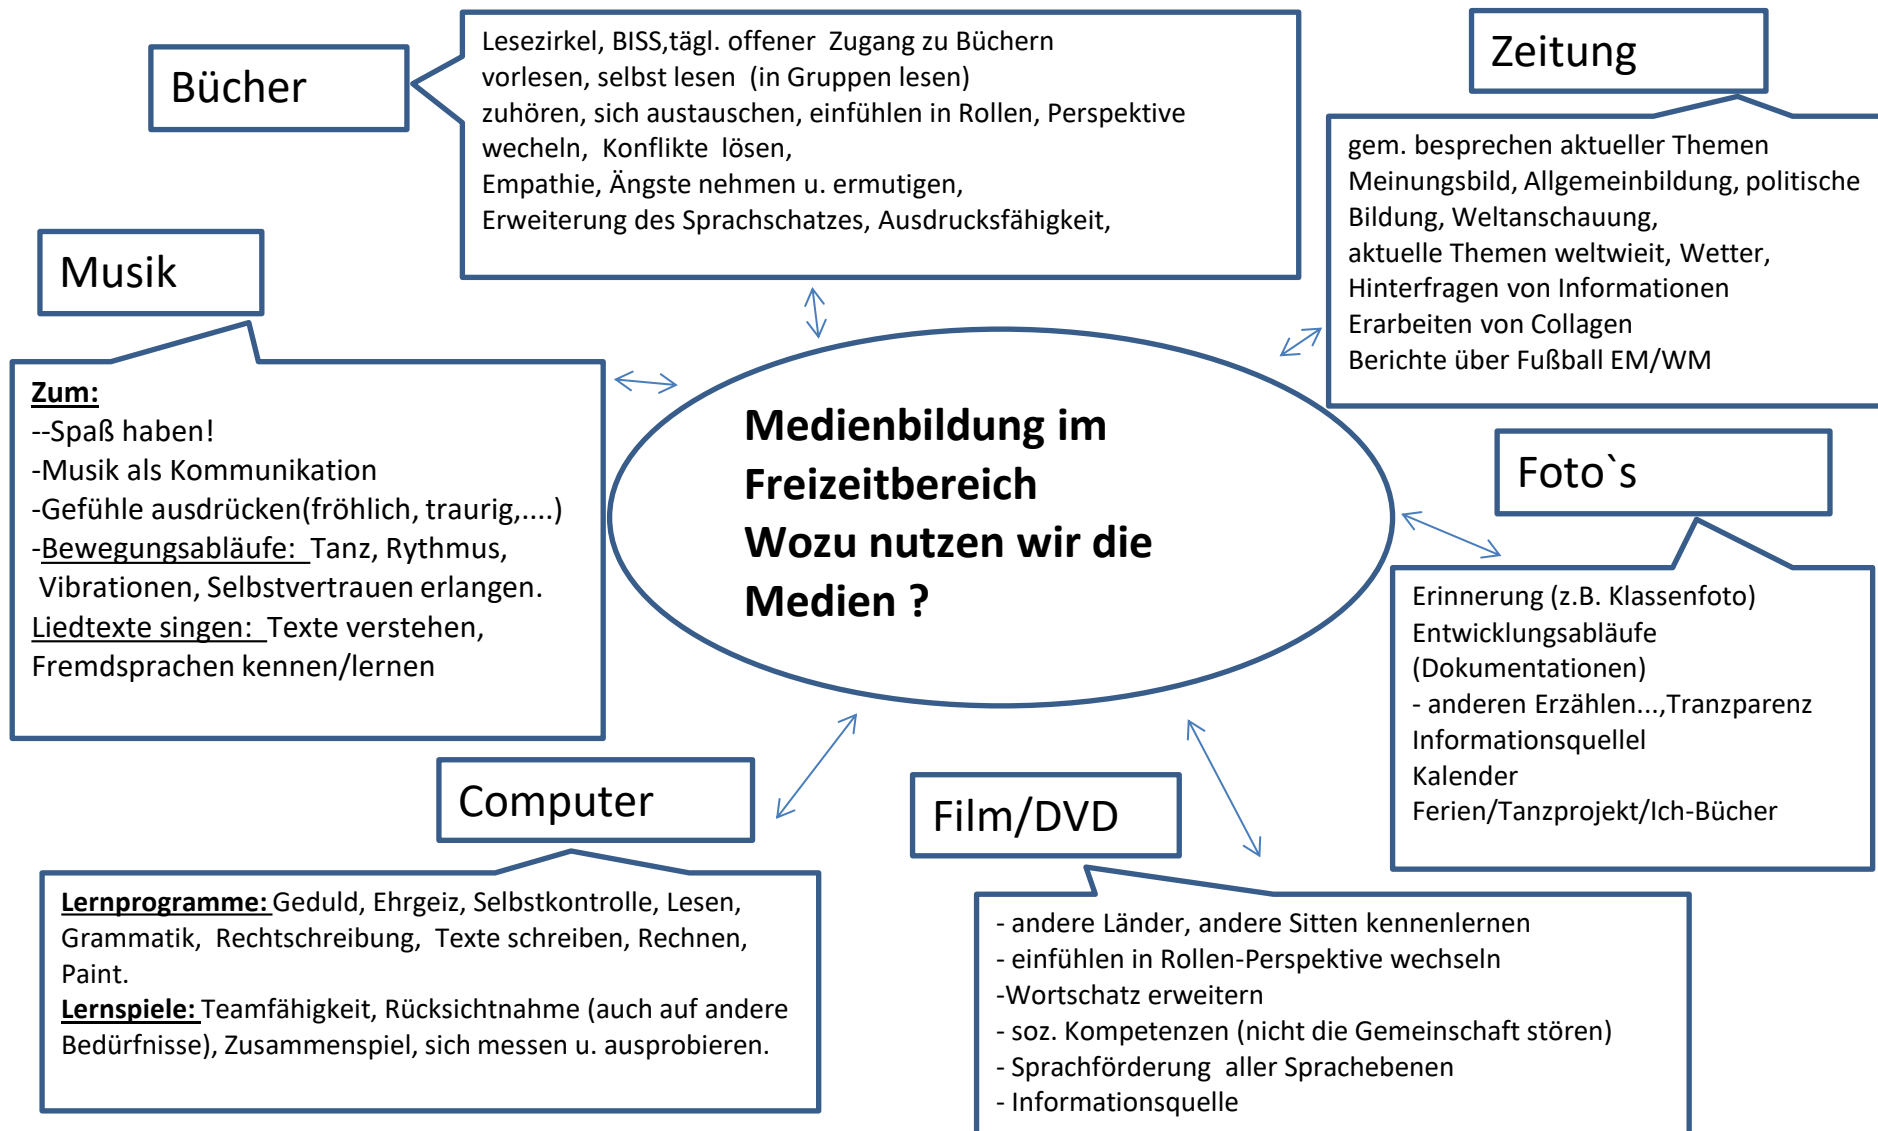 Bücher
Lesezirkel, BISS,tägl. offener Zugang zu Büchern
vorlesen, selbst lesen (in Gruppen lesen)
zuhören, sich austauschen, einfühlen in Rollen, Perspektive
wecheln, Konflikte lösen,
Empathie, Ängste nehmen u. ermutigen,
Erweiterung des Sprachschatzes, Ausdrucksfähigkeit,
Zeitung
gem. besprechen aktueller Themen
Meinungsbild, Allgemeinbildung, politische
Bildung, Weltanschauung,
aktuelle Themen weltwieit, Wetter,
Hinterfragen von Informationen
Erarbeiten von Collagen
Berichte über Fußball EM/WM
Musik
Zum:
--Spaß haben!
-Musik als Kommunikation
-Gefühle ausdrücken(fröhlich, traurig,....)
-Bewegungsabläufe: Tanz, Rythmus,
Vibrationen, Selbstvertrauen erlangen.
Liedtexte singen: Texte verstehen,
Fremdsprachen kennen/lernen
Medienbildung im
Freizeitbereich
Wozu nutzen wir die
Medien ?
Foto`s
Erinnerung (z.B. Klassenfoto)
Entwicklungsabläufe
(Dokumentationen)
- anderen Erzählen...,Tranzparenz
Informationsquellel
Kalender
Ferien/Tanzprojekt/Ich-Bücher
Computer
Lernprogramme: Geduld, Ehrgeiz, Selbstkontrolle, Lesen,
Grammatik, Rechtschreibung, Texte schreiben, Rechnen,
Paint.
Lernspiele: Teamfähigkeit, Rücksichtnahme (auch auf andere
Bedürfnisse), Zusammenspiel, sich messen u. ausprobieren.
Film/DVD
- andere Länder, andere Sitten kennenlernen
- einfühlen in Rollen-Perspektive wechseln
-Wortschatz erweitern
- soz. Kompetenzen (nicht die Gemeinschaft stören)
- Sprachförderung aller Sprachebenen
- Informationsquelle